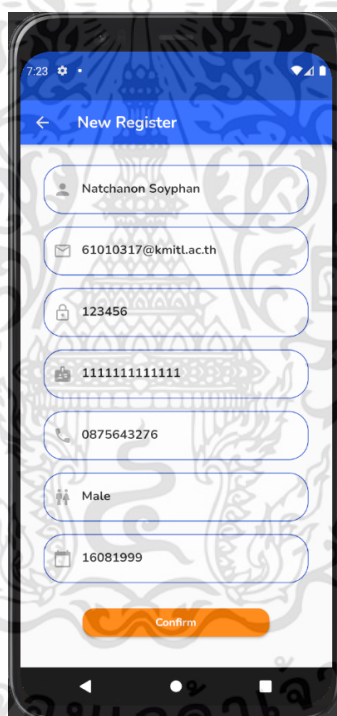 7:23
New Register
Natchanon Soyphan
61010317@kmitl.ac.th
123456
1111111111111
0875643276
Male
16081999
Confirm